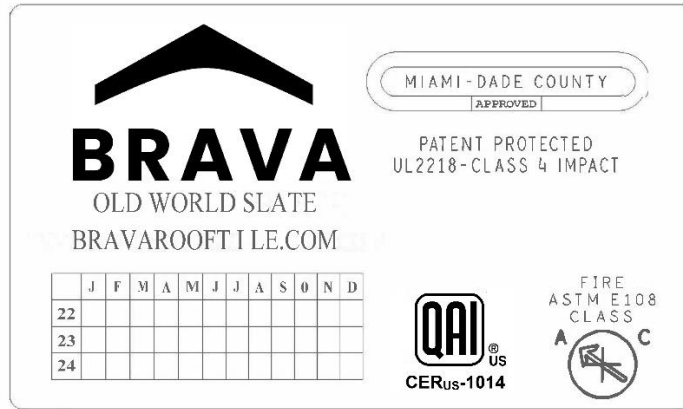 BRAVA
OLD WORLD SLATE
BRAVAROOFTILE.COM
MIAMI-DADE COUNTY
APPROVED
PATENT PROTECTED
UL2218-CLASS 4 IMPACT
J F M A M J J A S O N D
22
23
24
QAI ® US
CERUS-1014
FIRE
ASTM E108
CLASS
A C